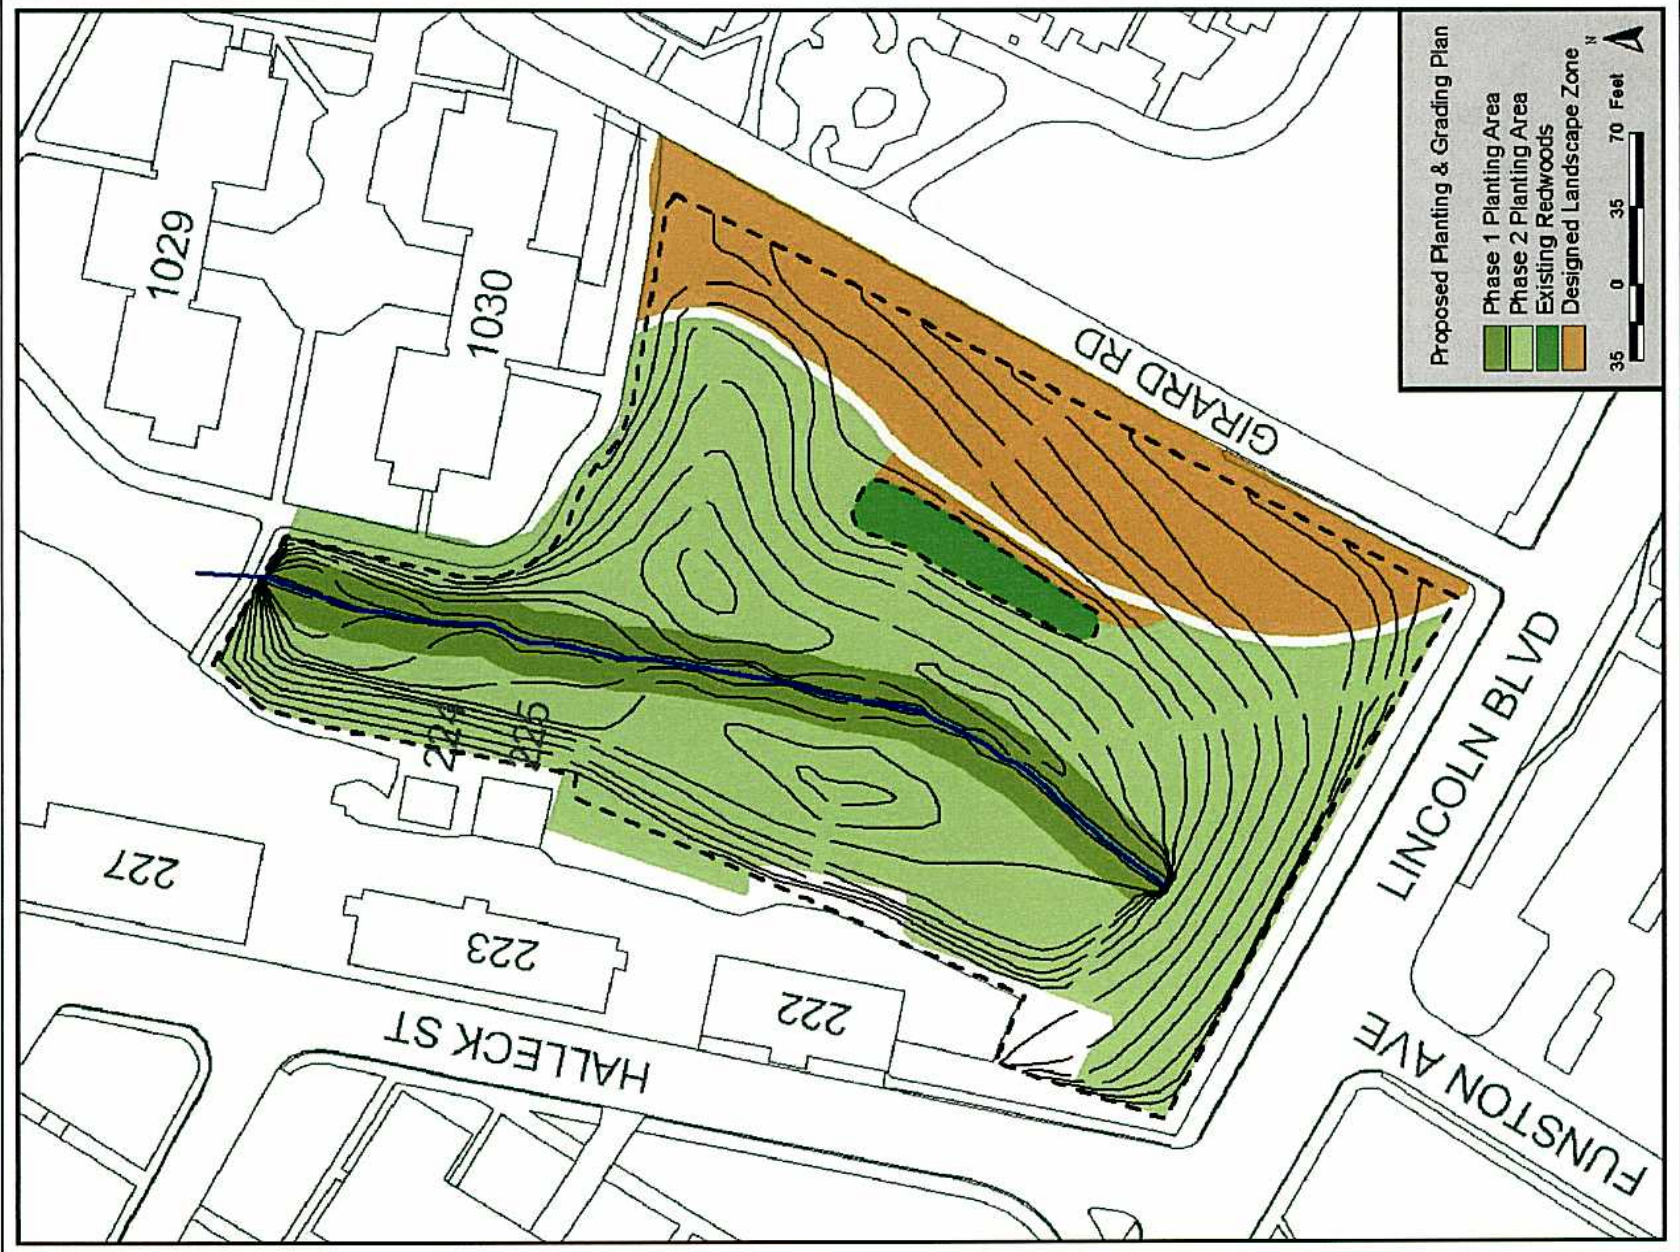 Proposed Planting & Grading Plan
Phase 1 Planting Area
Phase 2 Planting Area
Existing Redwoods
Designed Landscape Zone
N
35 0 35 70 Feet
1029
1030
GIRARD RD
224
225
227
223
222
HALLECK ST
LINCOLN BLVD
FUNSTON AVE